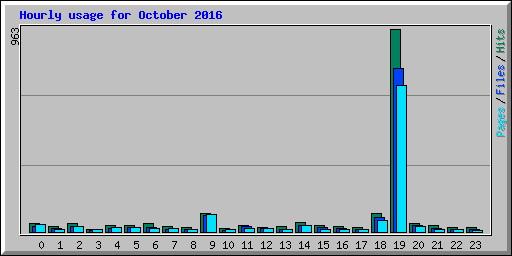 Hourly usage for October 2016
963
Pages/Files/Hits
0 1 2 3 4 5 6 7 8 9 10 11 12 13 14 15 16 17 18 19 20 21 22 23